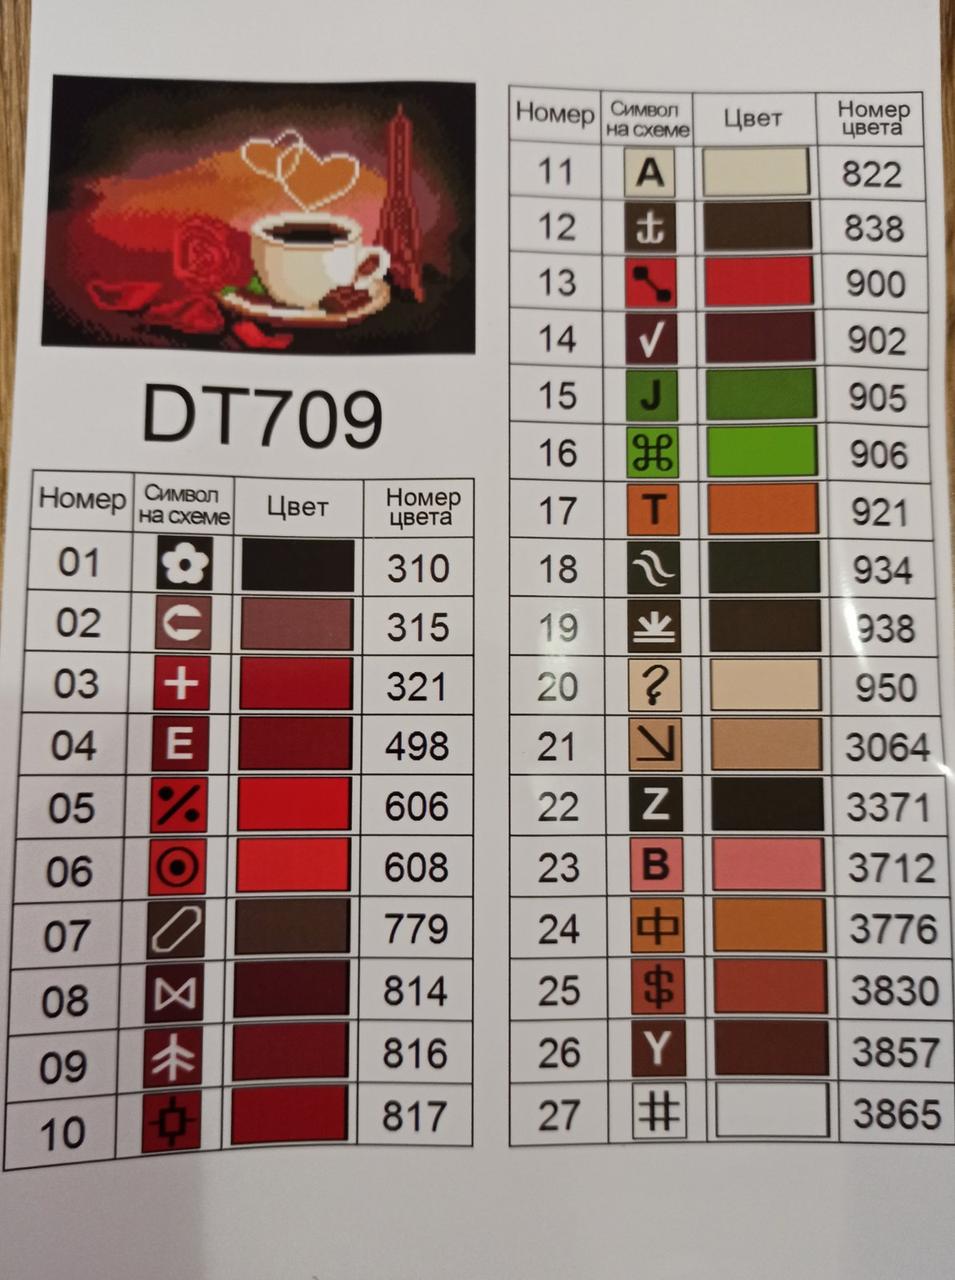 DT709
Номер Символ на схеме Цвет Номер цвета
01 310
02 315
03 + 321
04 E 498
05 606
06 608
07 779
08 814
09 816
10 817
Номер Символ на схеме Цвет Номер цвета
11 A 822
12 838
13 900
14 √ 902
15 J 905
16 ⌘ 906
17 T 921
18 934
19 938
20 ? 950
21 3064
22 Z 3371
23 B 3712
24 中 3776
25 $ 3830
26 Y 3857
27 # 3865